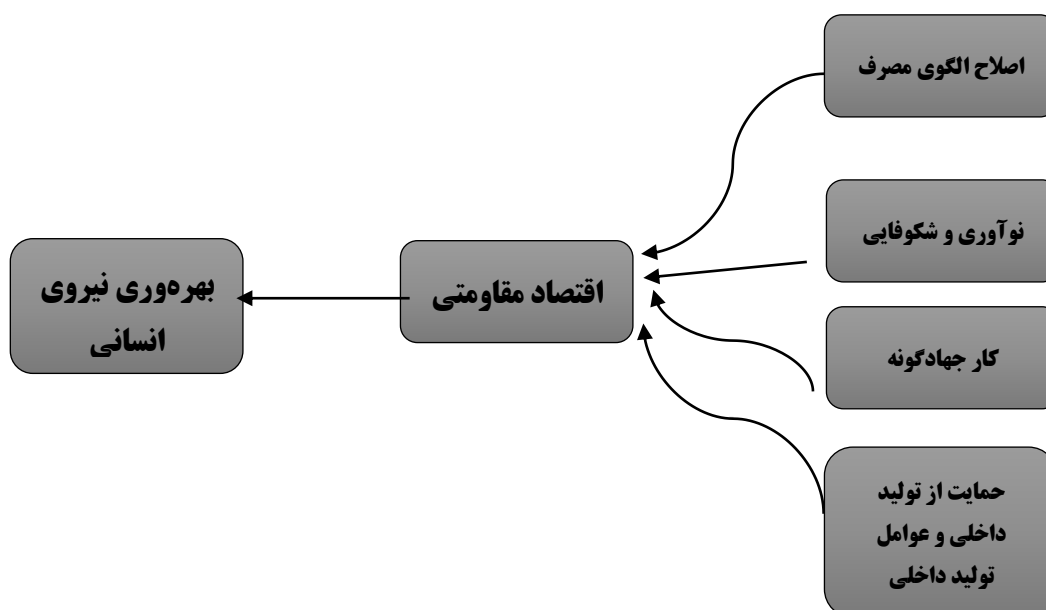 اصلاح الگوی مصرف
نوآوری و شکوفایی
کار جهادگونه
حمایت از تولید
داخلی و عوامل
تولید داخلی
اقتصاد مقاومتی
بهره‌وری نیروی
انسانی